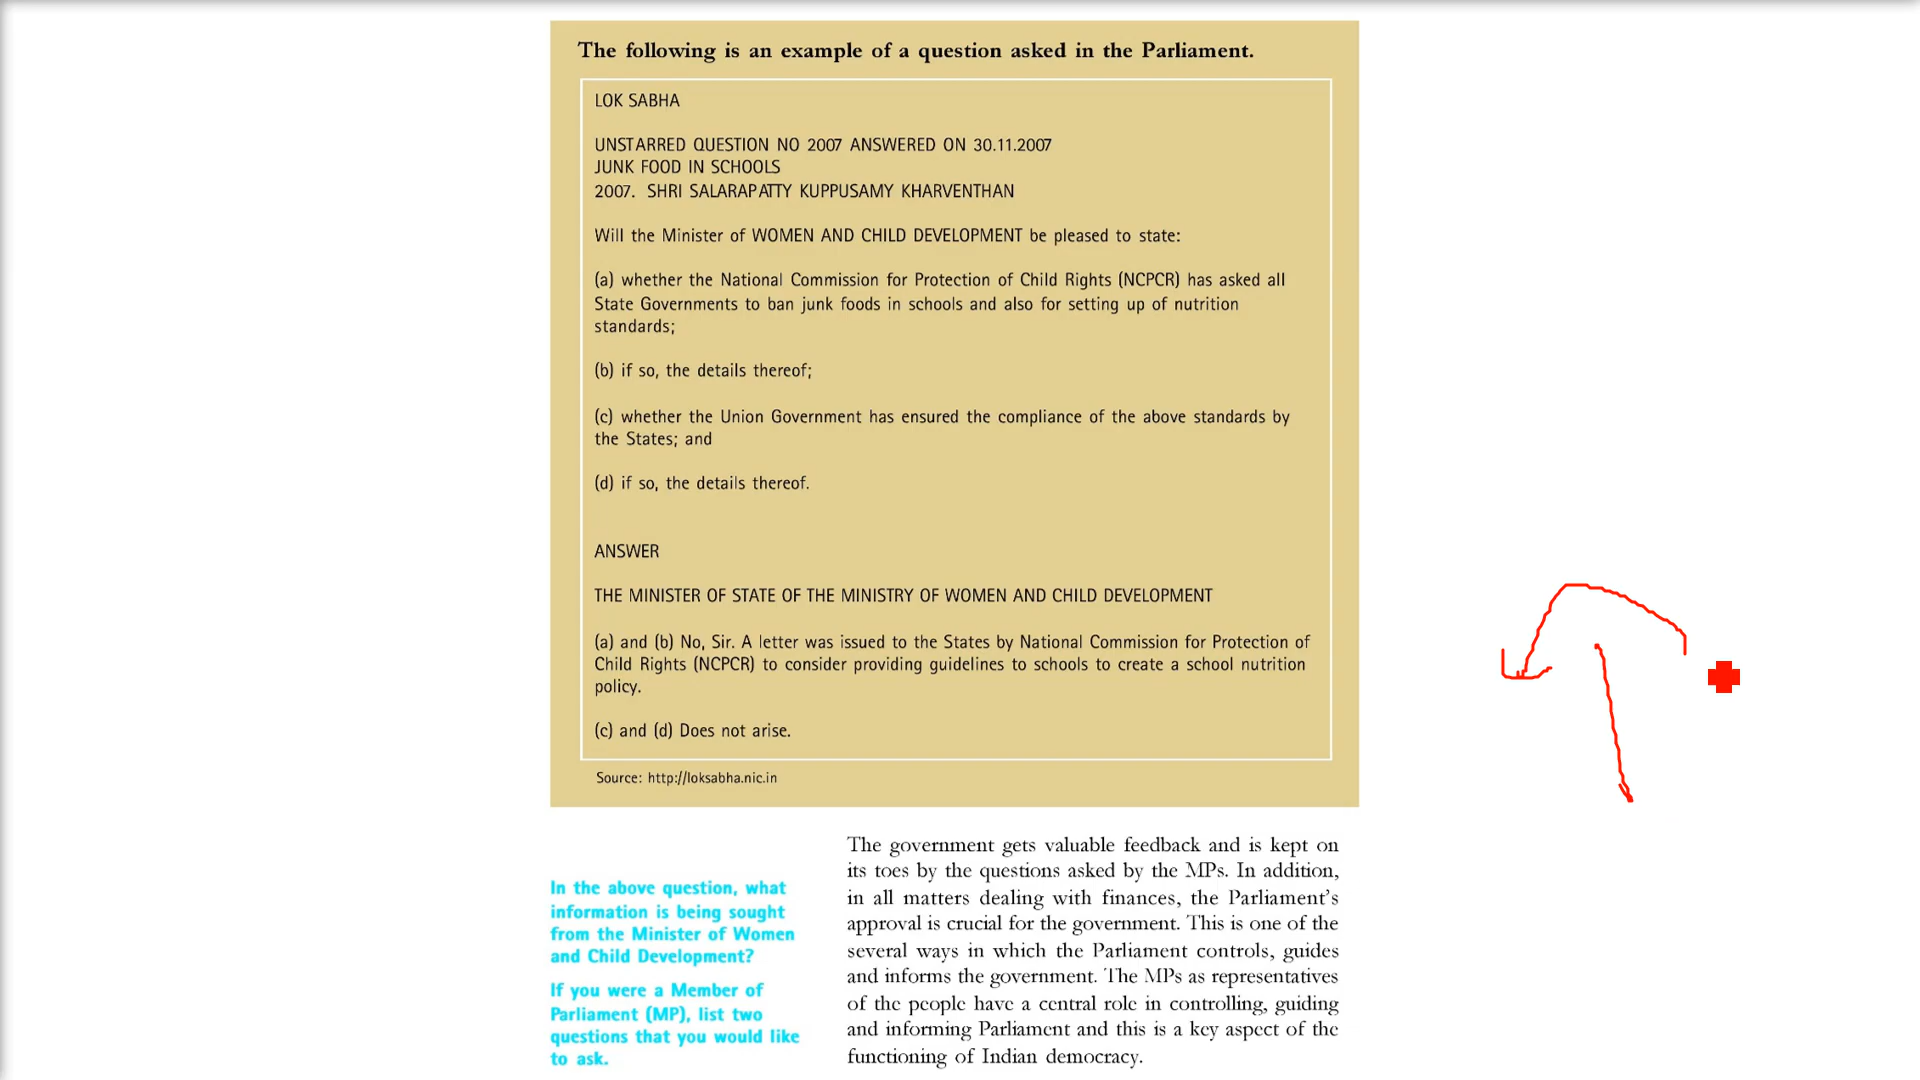 The following is an example of a question asked in the Parliament.
LOK SABHA
UNSTARRED QUESTION NO 2007 ANSWERED ON 30.11.2007
JUNK FOOD IN SCHOOLS
2007. SHRI SALARAPATTY KUPPUSAMY KHARVENTHAN
Will the Minister of WOMEN AND CHILD DEVELOPMENT be pleased to state:
(a) whether the National Commission for Protection of Child Rights (NCPCR) has asked all
State Governments to ban junk foods in schools and also for setting up of nutrition
standards;
(b) if so, the details thereof;
(c) whether the Union Government has ensured the compliance of the above standards by
the States; and
(d) if so, the details thereof.
ANSWER
THE MINISTER OF STATE OF THE MINISTRY OF WOMEN AND CHILD DEVELOPMENT
(a) and (b) No, Sir. A letter was issued to the States by National Commission for Protection of
Child Rights (NCPCR) to consider providing guidelines to schools to create a school nutrition
policy.
(c) and (d) Does not arise.
Source: http://loksabha.nic.in
In the above question, what
information is being sought
from the Minister of Women
and Child Development?
If you were a Member of
Parliament (MP), list two
questions that you would like
to ask.
The government gets valuable feedback and is kept on
its toes by the questions asked by the MPs. In addition,
in all matters dealing with finances, the Parliament's
approval is crucial for the government. This is one of the
several ways in which the Parliament controls, guides
and informs the government. The MPs as representatives
of the people have a central role in controlling, guiding
and informing Parliament and this is a key aspect of the
functioning of Indian democracy.